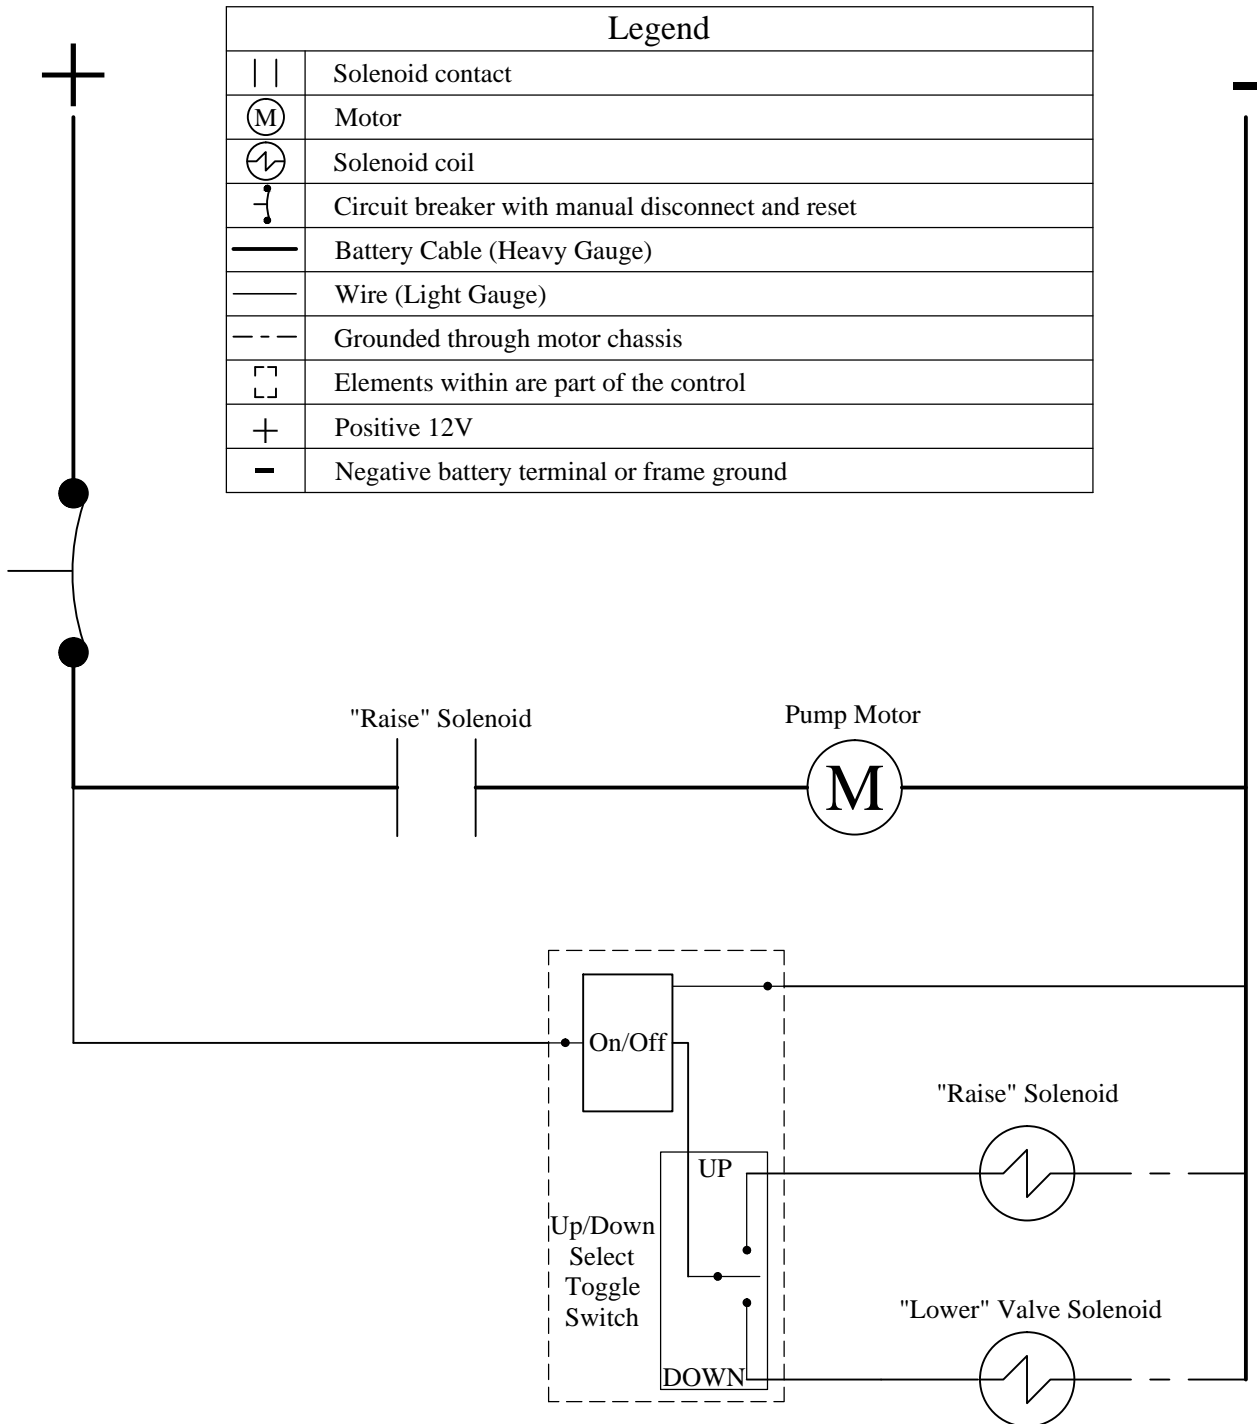 Legend
Solenoid contact
M Motor
Solenoid coil
Circuit breaker with manual disconnect and reset
Battery Cable (Heavy Gauge)
Wire (Light Gauge)
Grounded through motor chassis
Elements within are part of the control
+ Positive 12V
- Negative battery terminal or frame ground
+
-
"Raise" Solenoid
Pump Motor
M
On/Off
"Raise" Solenoid
UP
Up/Down
Select
Toggle
Switch
"Lower" Valve Solenoid
DOWN